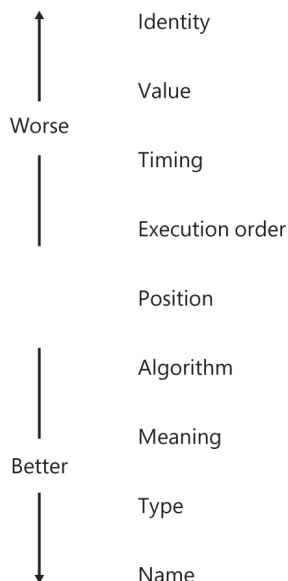 Identity
Value
Worse
Timing
Execution order
Position
Algorithm
Meaning
Better
Type
Name